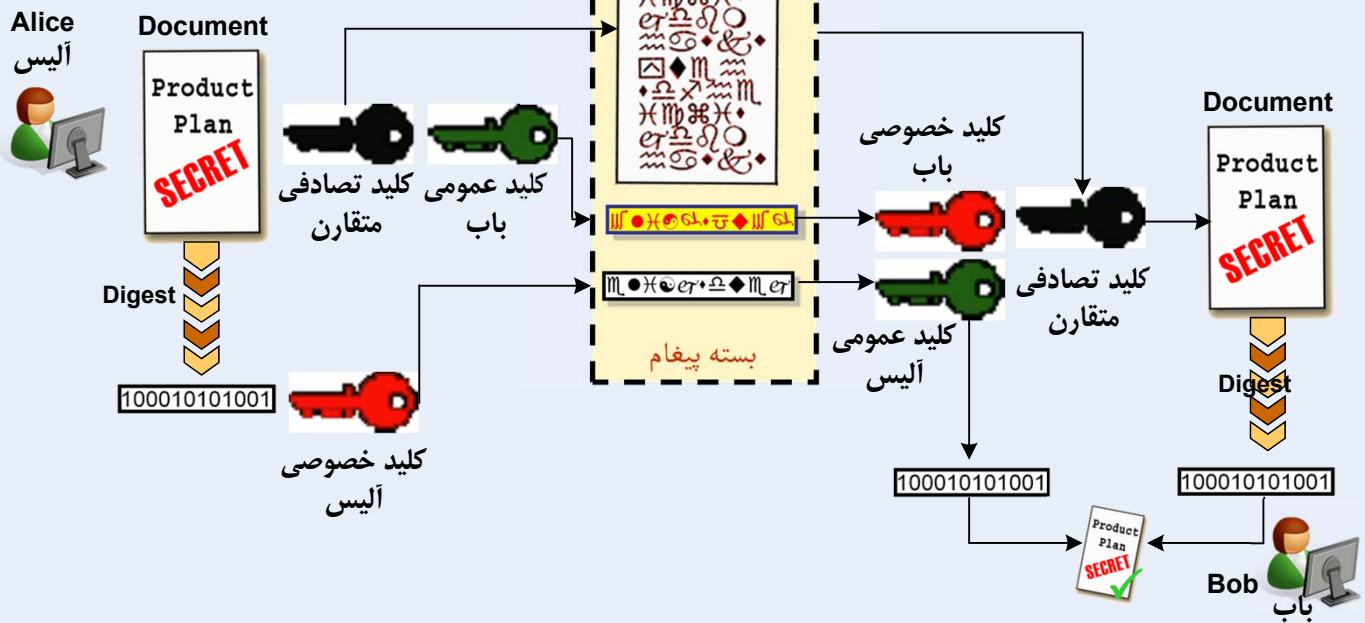 Alice
آلیس
Document
Product
Plan
SECRET
Digest
100010101001
کلید تصادفی
متقارن
کلید عمومی
باب
کلید خصوصی
آلیس
بسته پیغام
کلید خصوصی
باب
کلید عمومی
آلیس
کلید تصادفی
متقارن
Document
Product
Plan
SECRET
Digest
100010101001
100010101001
Product
Plan
SECRET
Bob
باب